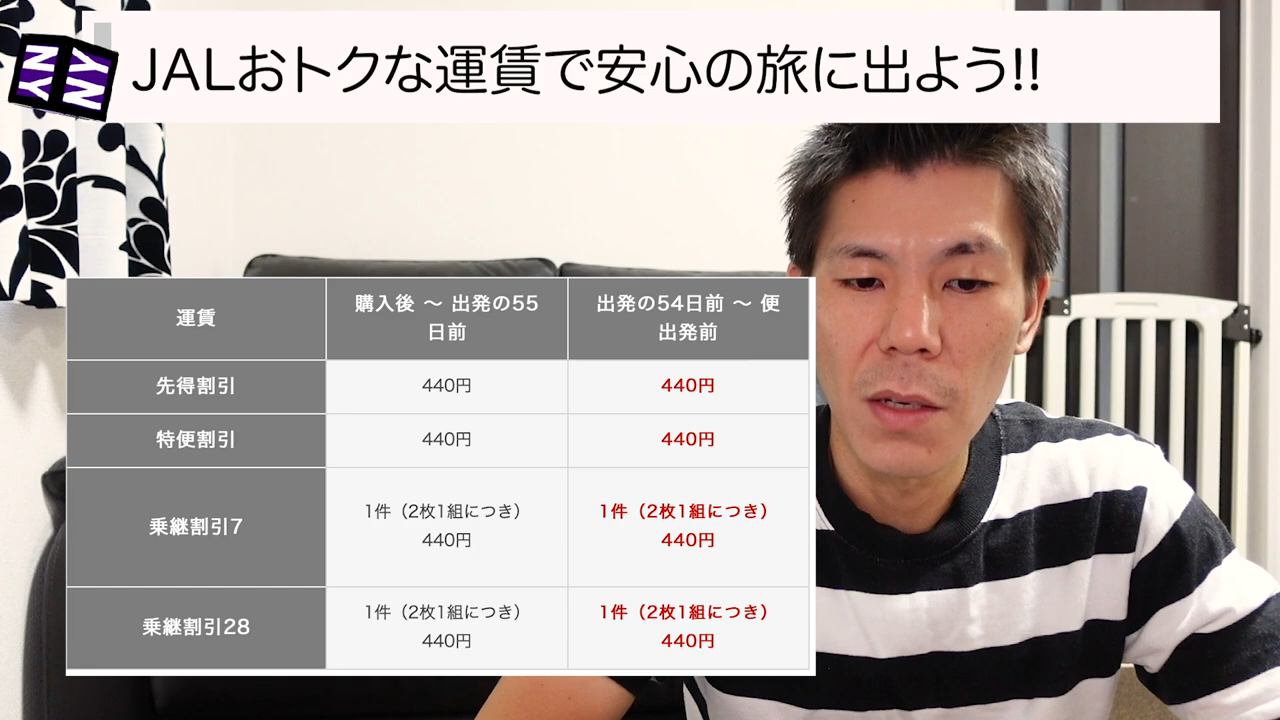 JALおトクな運賃で安心の旅に出よう!!
NY
NY
運賃
購入後 ～ 出発の55
日前
出発の54日前 ～ 便
出発前
先得割引
440円
440円
特便割引
440円
440円
乗継割引7
1件（2枚1組につき）
440円
1件（2枚1組につき）
440円
乗継割引28
1件（2枚1組につき）
440円
1件（2枚1組につき）
440円